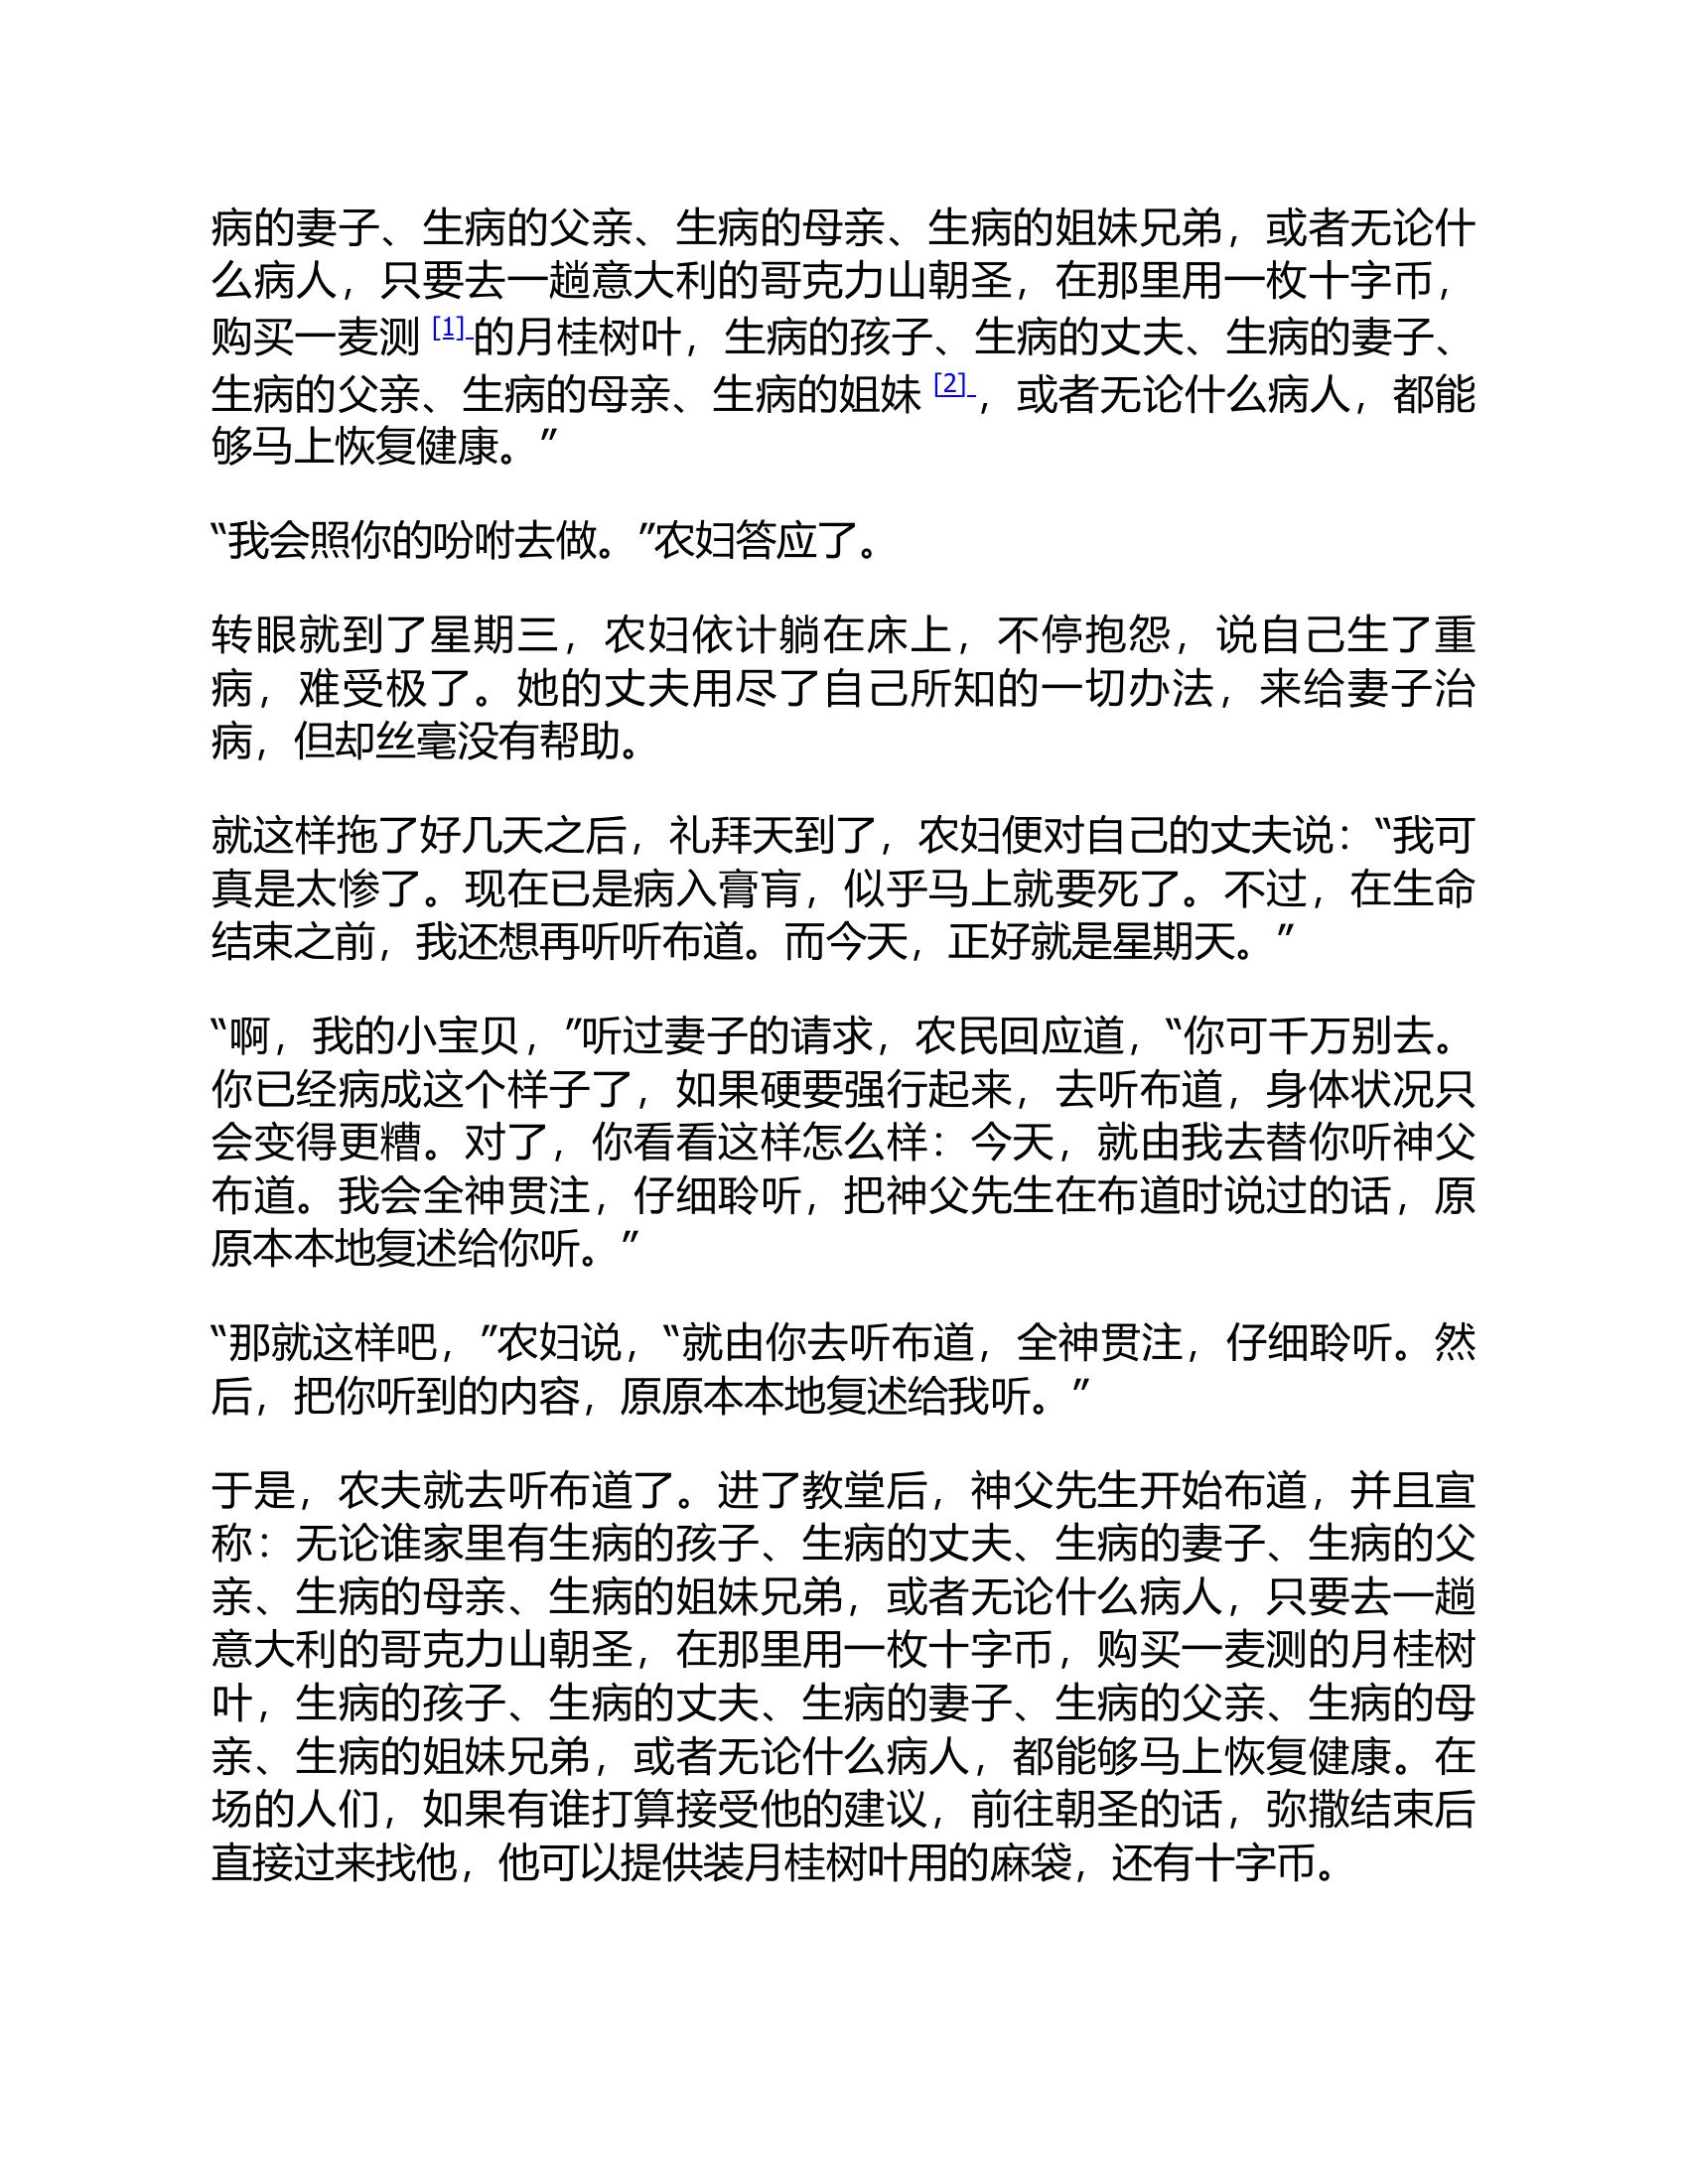 病的妻子、生病的父亲、生病的母亲、生病的姐妹兄弟，或者无论什
么病人，只要去一趟意大利的哥克力山朝圣，在那里用一枚十字币，
购买一麦测 [1] 的月桂树叶，生病的孩子、生病的丈夫、生病的妻子、
生病的父亲、生病的母亲、生病的姐妹 [2] ，或者无论什么病人，都能
够马上恢复健康。”
“我会照你的吩咐去做。”农妇答应了。
转眼就到了星期三，农妇依计躺在床上，不停抱怨，说自己生了重
病，难受极了。她的丈夫用尽了自己所知的一切办法，来给妻子治
病，但却丝毫没有帮助。
就这样拖了好几天之后，礼拜天到了，农妇便对自己的丈夫说：“我可
真是太惨了。现在已是病入膏肓，似乎马上就要死了。不过，在生命
结束之前，我还想再听听布道。而今天，正好就是星期天。”
“啊，我的小宝贝，”听过妻子的请求，农民回应道，“你可千万别去。
你已经病成这个样子了，如果硬要强行起来，去听布道，身体状况只
会变得更糟。对了，你看看这样怎么样：今天，就由我去替你听神父
布道。我会全神贯注，仔细聆听，把神父先生在布道时说过的话，原
原本本地复述给你听。”
“那就这样吧，”农妇说，“就由你去听布道，全神贯注，仔细聆听。然
后，把你听到的内容，原原本本地复述给我听。”
于是，农夫就去听布道了。进了教堂后，神父先生开始布道，并且宣
称：无论谁家里有生病的孩子、生病的丈夫、生病的妻子、生病的父
亲、生病的母亲、生病的姐妹兄弟，或者无论什么病人，只要去一趟
意大利的哥克力山朝圣，在那里用一枚十字币，购买一麦测的月桂树
叶，生病的孩子、生病的丈夫、生病的妻子、生病的父亲、生病的母
亲、生病的姐妹兄弟，或者无论什么病人，都能够马上恢复健康。在
场的人们，如果有谁打算接受他的建议，前往朝圣的话，弥撒结束后
直接过来找他，他可以提供装月桂树叶用的麻袋，还有十字币。